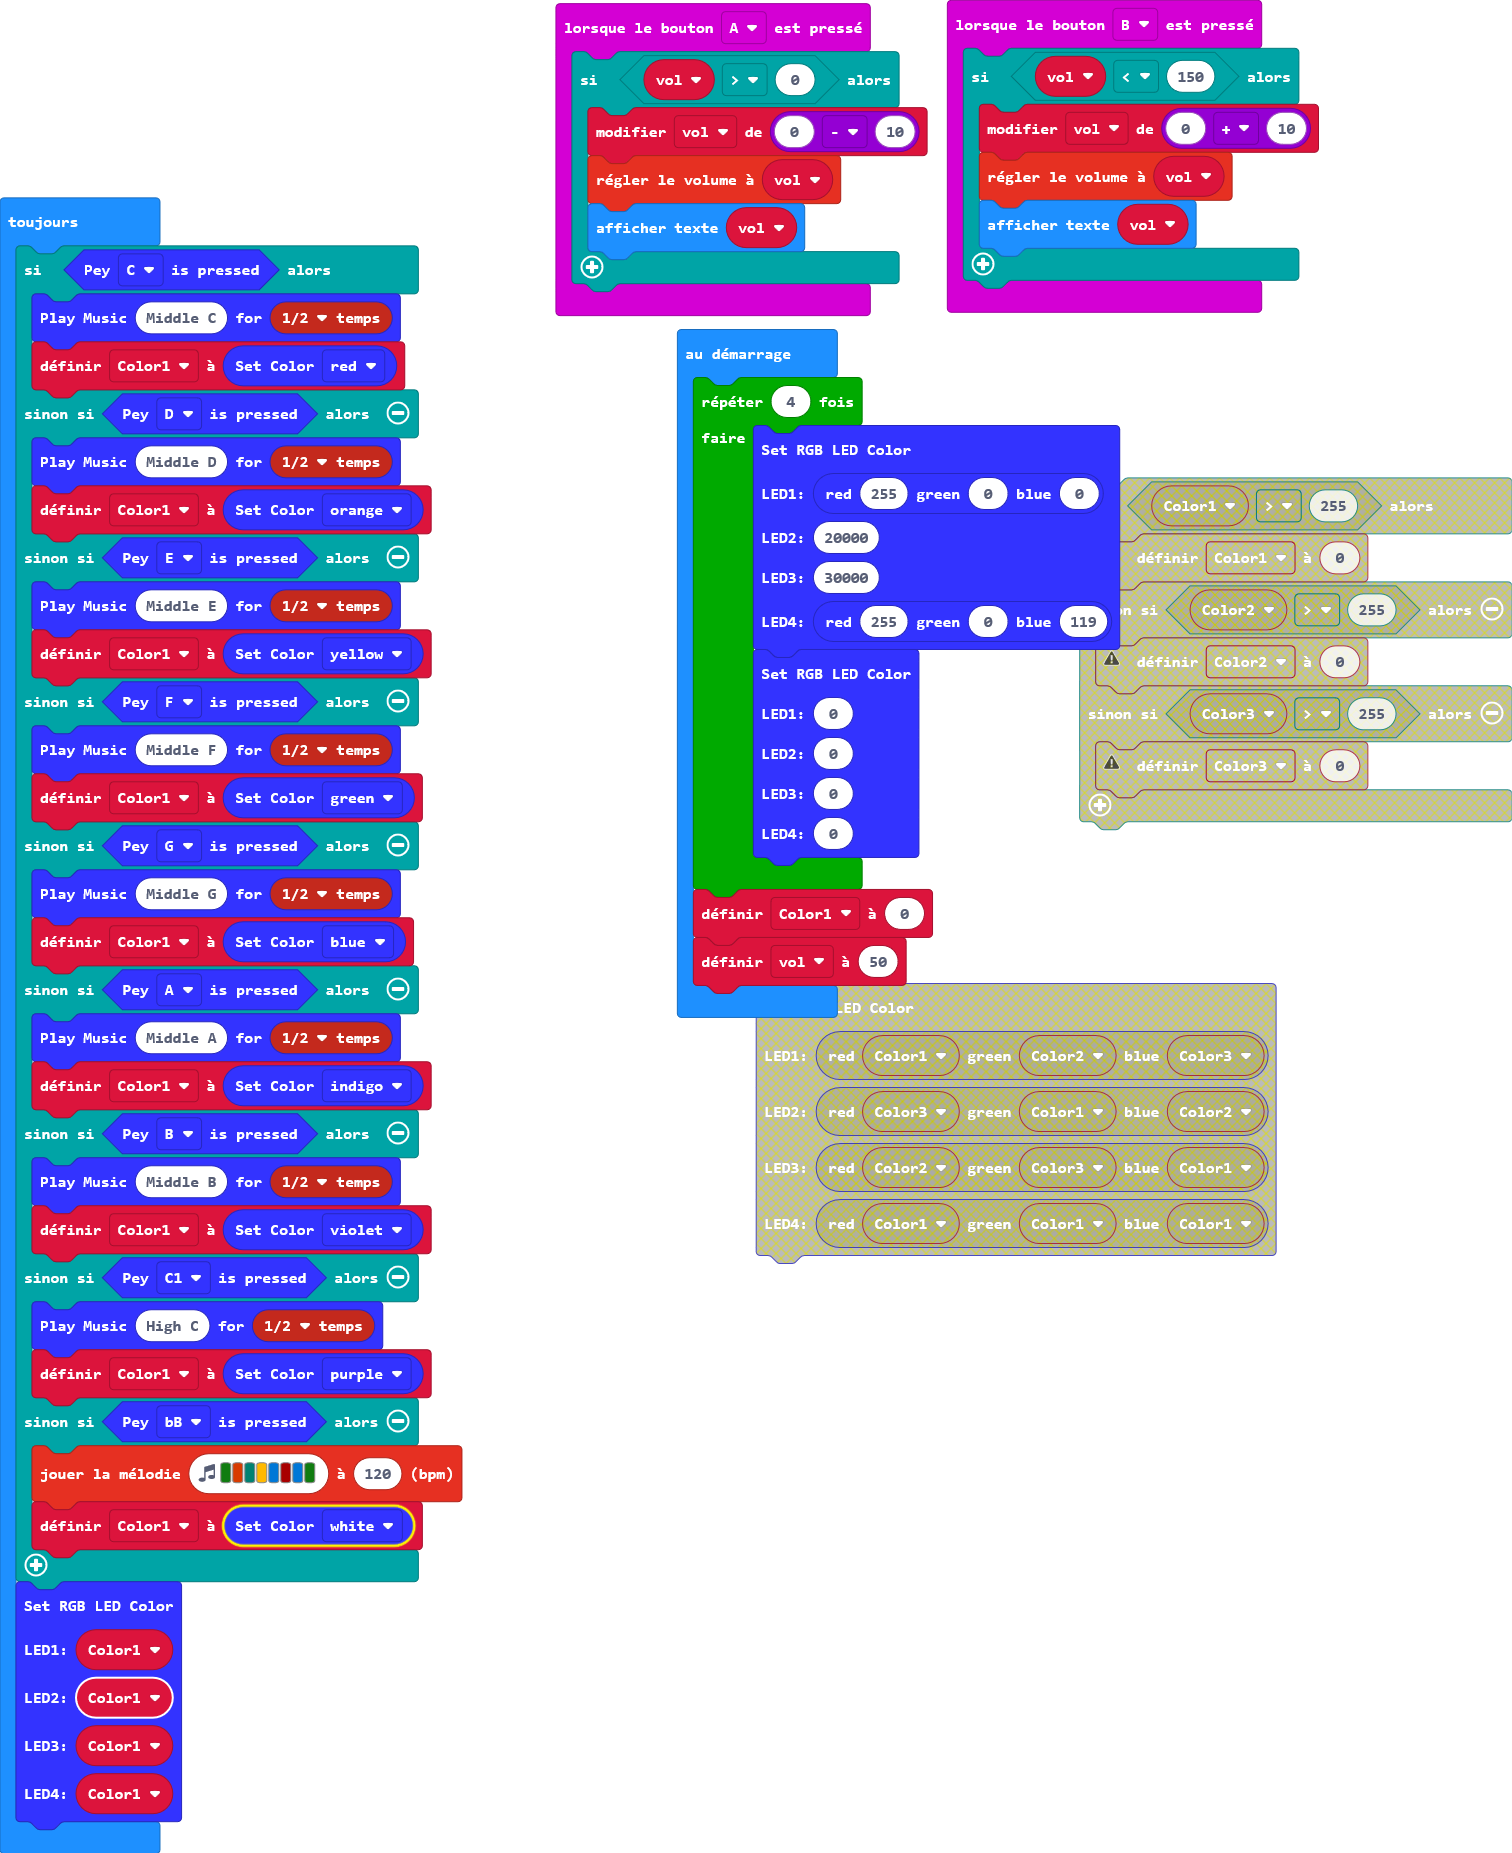 toujours
si Pey C is pressed alors
Play Music Middle C for 1/2 temps
définir Color1 à Set Color red
sinon si Pey D is pressed alors
Play Music Middle D for 1/2 temps
définir Color1 à Set Color orange
sinon si Pey E is pressed alors
Play Music Middle E for 1/2 temps
définir Color1 à Set Color yellow
sinon si Pey F is pressed alors
Play Music Middle F for 1/2 temps
définir Color1 à Set Color green
sinon si Pey G is pressed alors
Play Music Middle G for 1/2 temps
définir Color1 à Set Color blue
sinon si Pey A is pressed alors
Play Music Middle A for 1/2 temps
définir Color1 à Set Color indigo
sinon si Pey B is pressed alors
Play Music Middle B for 1/2 temps
définir Color1 à Set Color violet
sinon si Pey C1 is pressed alors
Play Music High C for 1/2 temps
définir Color1 à Set Color purple
sinon si Pey bB is pressed alors
jouer la mélodie à 120 (bpm)
définir Color1 à Set Color white
Set RGB LED Color
LED1: Color1
LED2: Color1
LED3: Color1
LED4: Color1
lorsque le bouton A est pressé
si vol > 0 alors
modifier vol de 0 - 10
régler le volume à vol
afficher texte vol
lorsque le bouton B est pressé
si vol < 150 alors
modifier vol de 0 + 10
régler le volume à vol
afficher texte vol
au démarrage
répéter 4 fois
faire
Set RGB LED Color
LED1: red 255 green 0 blue 0
LED2: 20000
LED3: 30000
LED4: red 255 green 0 blue 119
Set RGB LED Color
LED1: 0
LED2: 0
LED3: 0
LED4: 0
définir Color1 à 0
définir vol à 50
Color1 > 255 alors
définir Color1 à 0
si Color2 > 255 alors
définir Color2 à 0
sinon si Color3 > 255 alors
définir Color3 à 0
LED Color
LED1: red Color1 green Color2 blue Color3
LED2: red Color3 green Color1 blue Color2
LED3: red Color2 green Color3 blue Color1
LED4: red Color1 green Color1 blue Color1